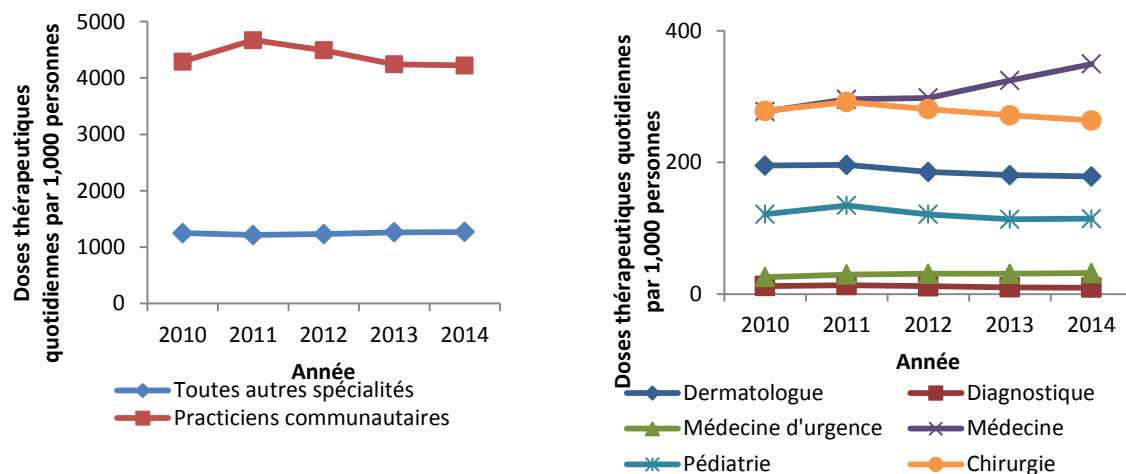 Doses thérapeutiques
quotidiennes par 1,000 personnes
5000
4000
3000
2000
1000
0
2010 2011 2012 2013 2014
Année
Toutes autres spécialités
Practiciens communautaires
Doses thérapeutiques quotidiennes
par 1,000 personnes
400
200
0
2010 2011 2012 2013 2014
Année
Dermatologue Diagnostique
Médecine d'urgence Médecine
Pédiatrie Chirurgie